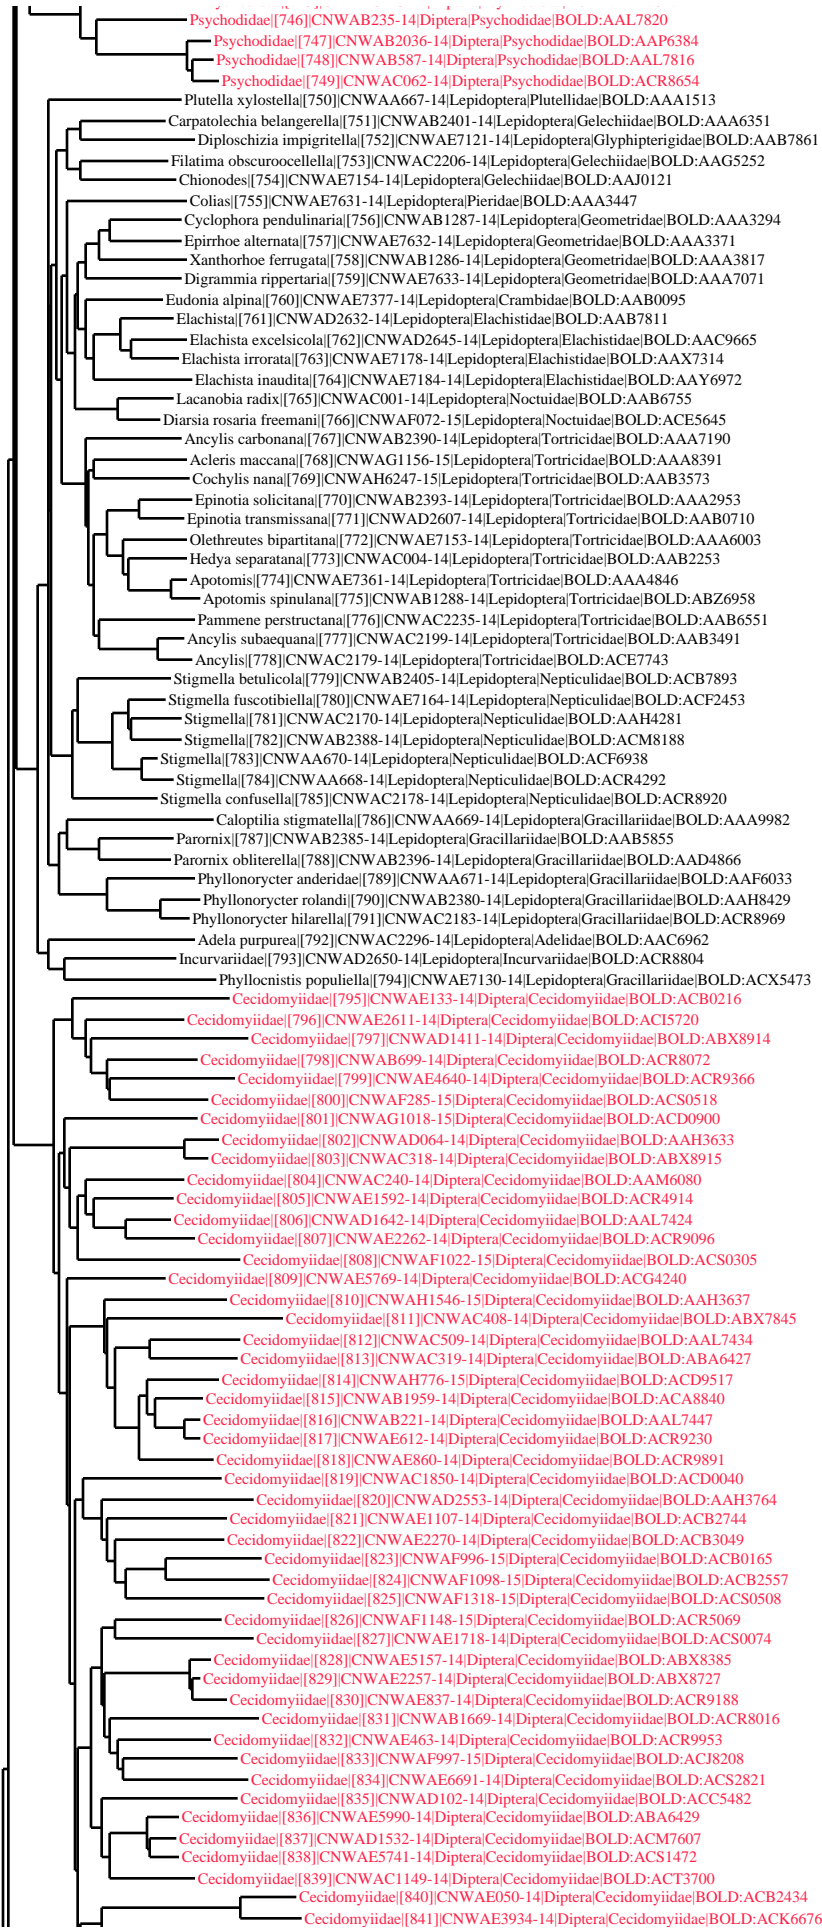 Psychodidae|[746]|CNWAB235-14|Diptera|Psychodidae|BOLD:AAL7820
Psychodidae|[747]|CNWAB2036-14|Diptera|Psychodidae|BOLD:AAP6384
Psychodidae|[748]|CNWAB587-14|Diptera|Psychodidae|BOLD:AAL7816
Psychodidae|[749]|CNWAC062-14|Diptera|Psychodidae|BOLD:ACR8654
Plutella xylostella|[750]|CNWAA667-14|Lepidoptera|Plutellidae|BOLD:AAA1513
Carpatolechia belangerella|[751]|CNWAB2401-14|Lepidoptera|Gelechiidae|BOLD:AAA6351
Diploschizia impigritella|[752]|CNWAE7121-14|Lepidoptera|Glyphipterigidae|BOLD:AAB7861
Filatima obscuroocellella|[753]|CNWAC2206-14|Lepidoptera|Gelechiidae|BOLD:AAG5252
Chionodes|[754]|CNWAE7154-14|Lepidoptera|Gelechiidae|BOLD:AAJ0121
Colias|[755]|CNWAE7631-14|Lepidoptera|Pieridae|BOLD:AAA3447
Cyclophora pendulinaria|[756]|CNWAB1287-14|Lepidoptera|Geometridae|BOLD:AAA3294
Epirrhoe alternata|[757]|CNWAE7632-14|Lepidoptera|Geometridae|BOLD:AAA3371
Xanthorhoe ferrugata|[758]|CNWAB1286-14|Lepidoptera|Geometridae|BOLD:AAA3817
Digrammia rippertaria|[759]|CNWAE7633-14|Lepidoptera|Geometridae|BOLD:AAA7071
Eudonia alpina|[760]|CNWAE7377-14|Lepidoptera|Crambidae|BOLD:AAB0095
Elachista|[761]|CNWAD2632-14|Lepidoptera|Elachistidae|BOLD:AAB7811
Elachista excelsicola|[762]|CNWAD2645-14|Lepidoptera|Elachistidae|BOLD:AAC9665
Elachista irrorata|[763]|CNWAE7178-14|Lepidoptera|Elachistidae|BOLD:AAX7314
Elachista inaudita|[764]|CNWAE7184-14|Lepidoptera|Elachistidae|BOLD:AAY6972
Lacanobia radix|[765]|CNWAC001-14|Lepidoptera|Noctuidae|BOLD:AAB6755
Diarsia rosaria freemani|[766]|CNWAF072-15|Lepidoptera|Noctuidae|BOLD:ACE5645
Ancylis carbonana|[767]|CNWAB2390-14|Lepidoptera|Tortricidae|BOLD:AAA7190
Acleris maccana|[768]|CNWAG1156-15|Lepidoptera|Tortricidae|BOLD:AAA8391
Cochylis nana|[769]|CNWAH6247-15|Lepidoptera|Tortricidae|BOLD:AAB3573
Epinotia solicitana|[770]|CNWAB2393-14|Lepidoptera|Tortricidae|BOLD:AAA2953
Epinotia transmissana|[771]|CNWAD2607-14|Lepidoptera|Tortricidae|BOLD:AAB0710
Olethreutes bipartitana|[772]|CNWAE7153-14|Lepidoptera|Tortricidae|BOLD:AAA6003
Hedya separatana|[773]|CNWAC004-14|Lepidoptera|Tortricidae|BOLD:AAB2253
Apotomis|[774]|CNWAE7361-14|Lepidoptera|Tortricidae|BOLD:AAA4846
Apotomis spinulana|[775]|CNWAB1288-14|Lepidoptera|Tortricidae|BOLD:ABZ6958
Pammene perstructana|[776]|CNWAC2235-14|Lepidoptera|Tortricidae|BOLD:AAB6551
Ancylis subaequana|[777]|CNWAC2199-14|Lepidoptera|Tortricidae|BOLD:AAB3491
Ancylis|[778]|CNWAC2179-14|Lepidoptera|Tortricidae|BOLD:ACE7743
Stigmella betulicola|[779]|CNWAB2405-14|Lepidoptera|Nepticulidae|BOLD:ACB7893
Stigmella fuscotibiella|[780]|CNWAE7164-14|Lepidoptera|Nepticulidae|BOLD:ACF2453
Stigmella|[781]|CNWAC2170-14|Lepidoptera|Nepticulidae|BOLD:AAH4281
Stigmella|[782]|CNWAB2388-14|Lepidoptera|Nepticulidae|BOLD:ACM8188
Stigmella|[783]|CNWAA670-14|Lepidoptera|Nepticulidae|BOLD:ACF6938
Stigmella|[784]|CNWAA668-14|Lepidoptera|Nepticulidae|BOLD:ACR4292
Stigmella confusella|[785]|CNWAC2178-14|Lepidoptera|Nepticulidae|BOLD:ACR8920
Caloptilia stigmatella|[786]|CNWAA669-14|Lepidoptera|Gracillariidae|BOLD:AAA9982
Parornix|[787]|CNWAB2385-14|Lepidoptera|Gracillariidae|BOLD:AAB5855
Parornix obliterella|[788]|CNWAB2396-14|Lepidoptera|Gracillariidae|BOLD:AAD4866
Phyllonorycter anderidae|[789]|CNWAA671-14|Lepidoptera|Gracillariidae|BOLD:AAF6033
Phyllonorycter rolandi|[790]|CNWAB2380-14|Lepidoptera|Gracillariidae|BOLD:AAH8429
Phyllonorycter hilarella|[791]|CNWAC2183-14|Lepidoptera|Gracillariidae|BOLD:ACR8969
Adela purpurea|[792]|CNWAC2296-14|Lepidoptera|Adelidae|BOLD:AAC6962
Incurvariidae|[793]|CNWAD2650-14|Lepidoptera|Incurvariidae|BOLD:ACR8804
Phyllocnistis populiella|[794]|CNWAE7130-14|Lepidoptera|Gracillariidae|BOLD:ACX5473
Cecidomyiidae|[795]|CNWAE133-14|Diptera|Cecidomyiidae|BOLD:ACB0216
Cecidomyiidae|[796]|CNWAE2611-14|Diptera|Cecidomyiidae|BOLD:ACI5720
Cecidomyiidae|[797]|CNWAD1411-14|Diptera|Cecidomyiidae|BOLD:ABX8914
Cecidomyiidae|[798]|CNWAB699-14|Diptera|Cecidomyiidae|BOLD:ACR8072
Cecidomyiidae|[799]|CNWAE4640-14|Diptera|Cecidomyiidae|BOLD:ACR9366
Cecidomyiidae|[800]|CNWAF285-15|Diptera|Cecidomyiidae|BOLD:ACS0518
Cecidomyiidae|[801]|CNWAG1018-15|Diptera|Cecidomyiidae|BOLD:ACD0900
Cecidomyiidae|[802]|CNWAD064-14|Diptera|Cecidomyiidae|BOLD:AAH3633
Cecidomyiidae|[803]|CNWAC318-14|Diptera|Cecidomyiidae|BOLD:ABX8915
Cecidomyiidae|[804]|CNWAC240-14|Diptera|Cecidomyiidae|BOLD:AAM6080
Cecidomyiidae|[805]|CNWAE1592-14|Diptera|Cecidomyiidae|BOLD:ACR4914
Cecidomyiidae|[806]|CNWAD1642-14|Diptera|Cecidomyiidae|BOLD:AAL7424
Cecidomyiidae|[807]|CNWAE2262-14|Diptera|Cecidomyiidae|BOLD:ACR9096
Cecidomyiidae|[808]|CNWAF1022-15|Diptera|Cecidomyiidae|BOLD:ACS0305
Cecidomyiidae|[809]|CNWAE5769-14|Diptera|Cecidomyiidae|BOLD:ACG4240
Cecidomyiidae|[810]|CNWAH1546-15|Diptera|Cecidomyiidae|BOLD:AAH3637
Cecidomyiidae|[811]|CNWAC408-14|Diptera|Cecidomyiidae|BOLD:ABX7845
Cecidomyiidae|[812]|CNWAC509-14|Diptera|Cecidomyiidae|BOLD:AAL7434
Cecidomyiidae|[813]|CNWAC319-14|Diptera|Cecidomyiidae|BOLD:ABA6427
Cecidomyiidae|[814]|CNWAH776-15|Diptera|Cecidomyiidae|BOLD:ACD9517
Cecidomyiidae|[815]|CNWAB1959-14|Diptera|Cecidomyiidae|BOLD:ACA8840
Cecidomyiidae|[816]|CNWAB221-14|Diptera|Cecidomyiidae|BOLD:AAL7447
Cecidomyiidae|[817]|CNWAE612-14|Diptera|Cecidomyiidae|BOLD:ACR9230
Cecidomyiidae|[818]|CNWAE860-14|Diptera|Cecidomyiidae|BOLD:ACR9891
Cecidomyiidae|[819]|CNWAC1850-14|Diptera|Cecidomyiidae|BOLD:ACD0040
Cecidomyiidae|[820]|CNWAD2553-14|Diptera|Cecidomyiidae|BOLD:AAH3764
Cecidomyiidae|[821]|CNWAE1107-14|Diptera|Cecidomyiidae|BOLD:ACB2744
Cecidomyiidae|[822]|CNWAE2270-14|Diptera|Cecidomyiidae|BOLD:ACB3049
Cecidomyiidae|[823]|CNWAF996-15|Diptera|Cecidomyiidae|BOLD:ACB0165
Cecidomyiidae|[824]|CNWAF1098-15|Diptera|Cecidomyiidae|BOLD:ACB2557
Cecidomyiidae|[825]|CNWAF1318-15|Diptera|Cecidomyiidae|BOLD:ACS0508
Cecidomyiidae|[826]|CNWAF1148-15|Diptera|Cecidomyiidae|BOLD:ACR5069
Cecidomyiidae|[827]|CNWAE1718-14|Diptera|Cecidomyiidae|BOLD:ACS0074
Cecidomyiidae|[828]|CNWAE5157-14|Diptera|Cecidomyiidae|BOLD:ABX8385
Cecidomyiidae|[829]|CNWAE2257-14|Diptera|Cecidomyiidae|BOLD:ABX8727
Cecidomyiidae|[830]|CNWAE837-14|Diptera|Cecidomyiidae|BOLD:ACR9188
Cecidomyiidae|[831]|CNWAB1669-14|Diptera|Cecidomyiidae|BOLD:ACR8016
Cecidomyiidae|[832]|CNWAE463-14|Diptera|Cecidomyiidae|BOLD:ACR9953
Cecidomyiidae|[833]|CNWAF997-15|Diptera|Cecidomyiidae|BOLD:ACJ8208
Cecidomyiidae|[834]|CNWAE6691-14|Diptera|Cecidomyiidae|BOLD:ACS2821
Cecidomyiidae|[835]|CNWAD102-14|Diptera|Cecidomyiidae|BOLD:ACC5482
Cecidomyiidae|[836]|CNWAE5990-14|Diptera|Cecidomyiidae|BOLD:ABA6429
Cecidomyiidae|[837]|CNWAD1532-14|Diptera|Cecidomyiidae|BOLD:ACM7607
Cecidomyiidae|[838]|CNWAE5741-14|Diptera|Cecidomyiidae|BOLD:ACS1472
Cecidomyiidae|[839]|CNWAC1149-14|Diptera|Cecidomyiidae|BOLD:ACT3700
Cecidomyiidae|[840]|CNWAE050-14|Diptera|Cecidomyiidae|BOLD:ACB2434
Cecidomyiidae|[841]|CNWAE3934-14|Diptera|Cecidomyiidae|BOLD:ACK6676